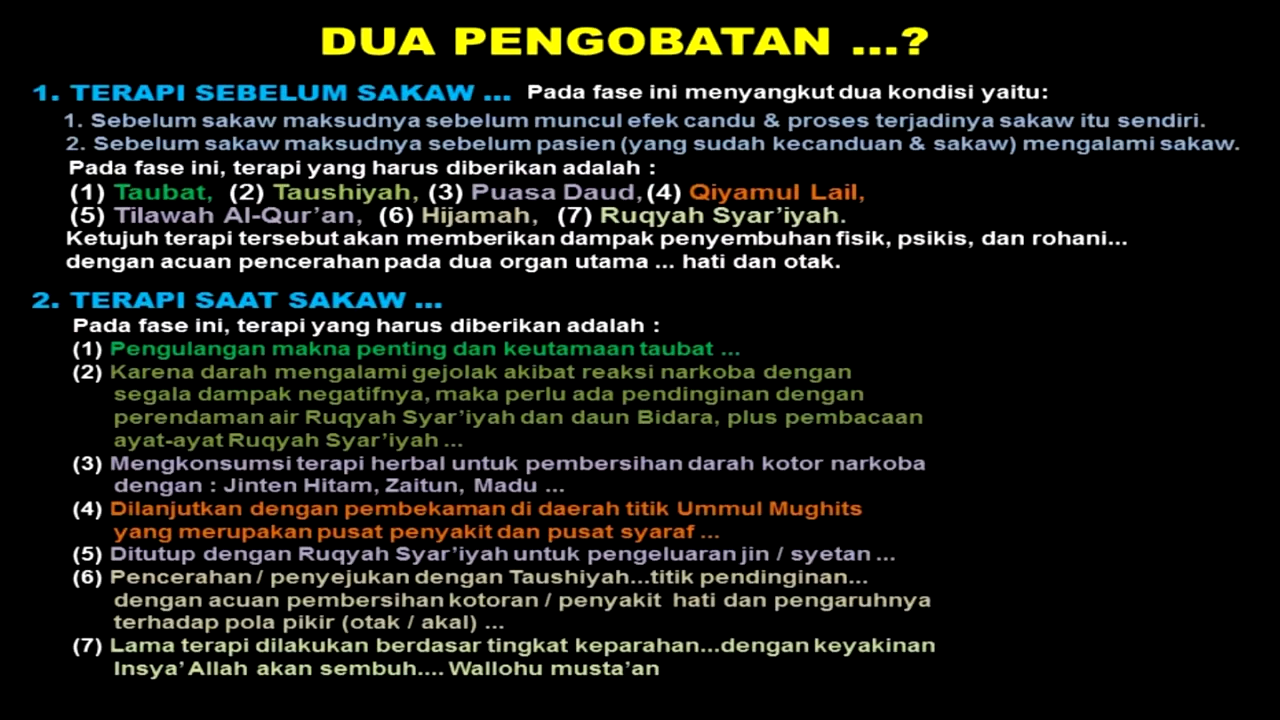 DUA PENGOBATAN ...?
1. TERAPI SEBELUM SAKAW ... Pada fase ini menyangkut dua kondisi yaitu:
1. Sebelum sakaw maksudnya sebelum muncul efek candu & proses terjadinya sakaw itu sendiri.
2. Sebelum sakaw maksudnya sebelum pasien (yang sudah kecanduan & sakaw) mengalami sakaw.
Pada fase ini, terapi yang harus diberikan adalah :
(1) Taubat, (2) Taushiyah, (3) Puasa Daud, (4) Qiyamul Lail,
(5) Tilawah Al-Qur'an, (6) Hijamah, (7) Ruqyah Syar'iyah.
Ketujuh terapi tersebut akan memberikan dampak penyembuhan fisik, psikis, dan rohani...
dengan acuan pencerahan pada dua organ utama ... hati dan otak.
2. TERAPI SAAT SAKAW ...
Pada fase ini, terapi yang harus diberikan adalah :
(1) Pengulangan makna penting dan keutamaan taubat ...
(2) Karena darah mengalami gejolak akibat reaksi narkoba dengan
segala dampak negatifnya, maka perlu ada pendinginan dengan
perendaman air Ruqyah Syar'iyah dan daun Bidara, plus pembacaan
ayat-ayat Ruqyah Syar'iyah ...
(3) Mengkonsumsi terapi herbal untuk pembersihan darah kotor narkoba
dengan : Jinten Hitam, Zaitun, Madu ...
(4) Dilanjutkan dengan pembekaman di daerah titik Ummul Mughits
yang merupakan pusat penyakit dan pusat syaraf ...
(5) Ditutup dengan Ruqyah Syar'iyah untuk pengeluaran jin / syetan ...
(6) Pencerahan / penyejukan dengan Taushiyah...titik pendinginan...
dengan acuan pembersihan kotoran / penyakit hati dan pengaruhnya
terhadap pola pikir (otak / akal) ...
(7) Lama terapi dilakukan berdasar tingkat keparahan...dengan keyakinan
Insya' Allah akan sembuh.... Wallohu musta'an